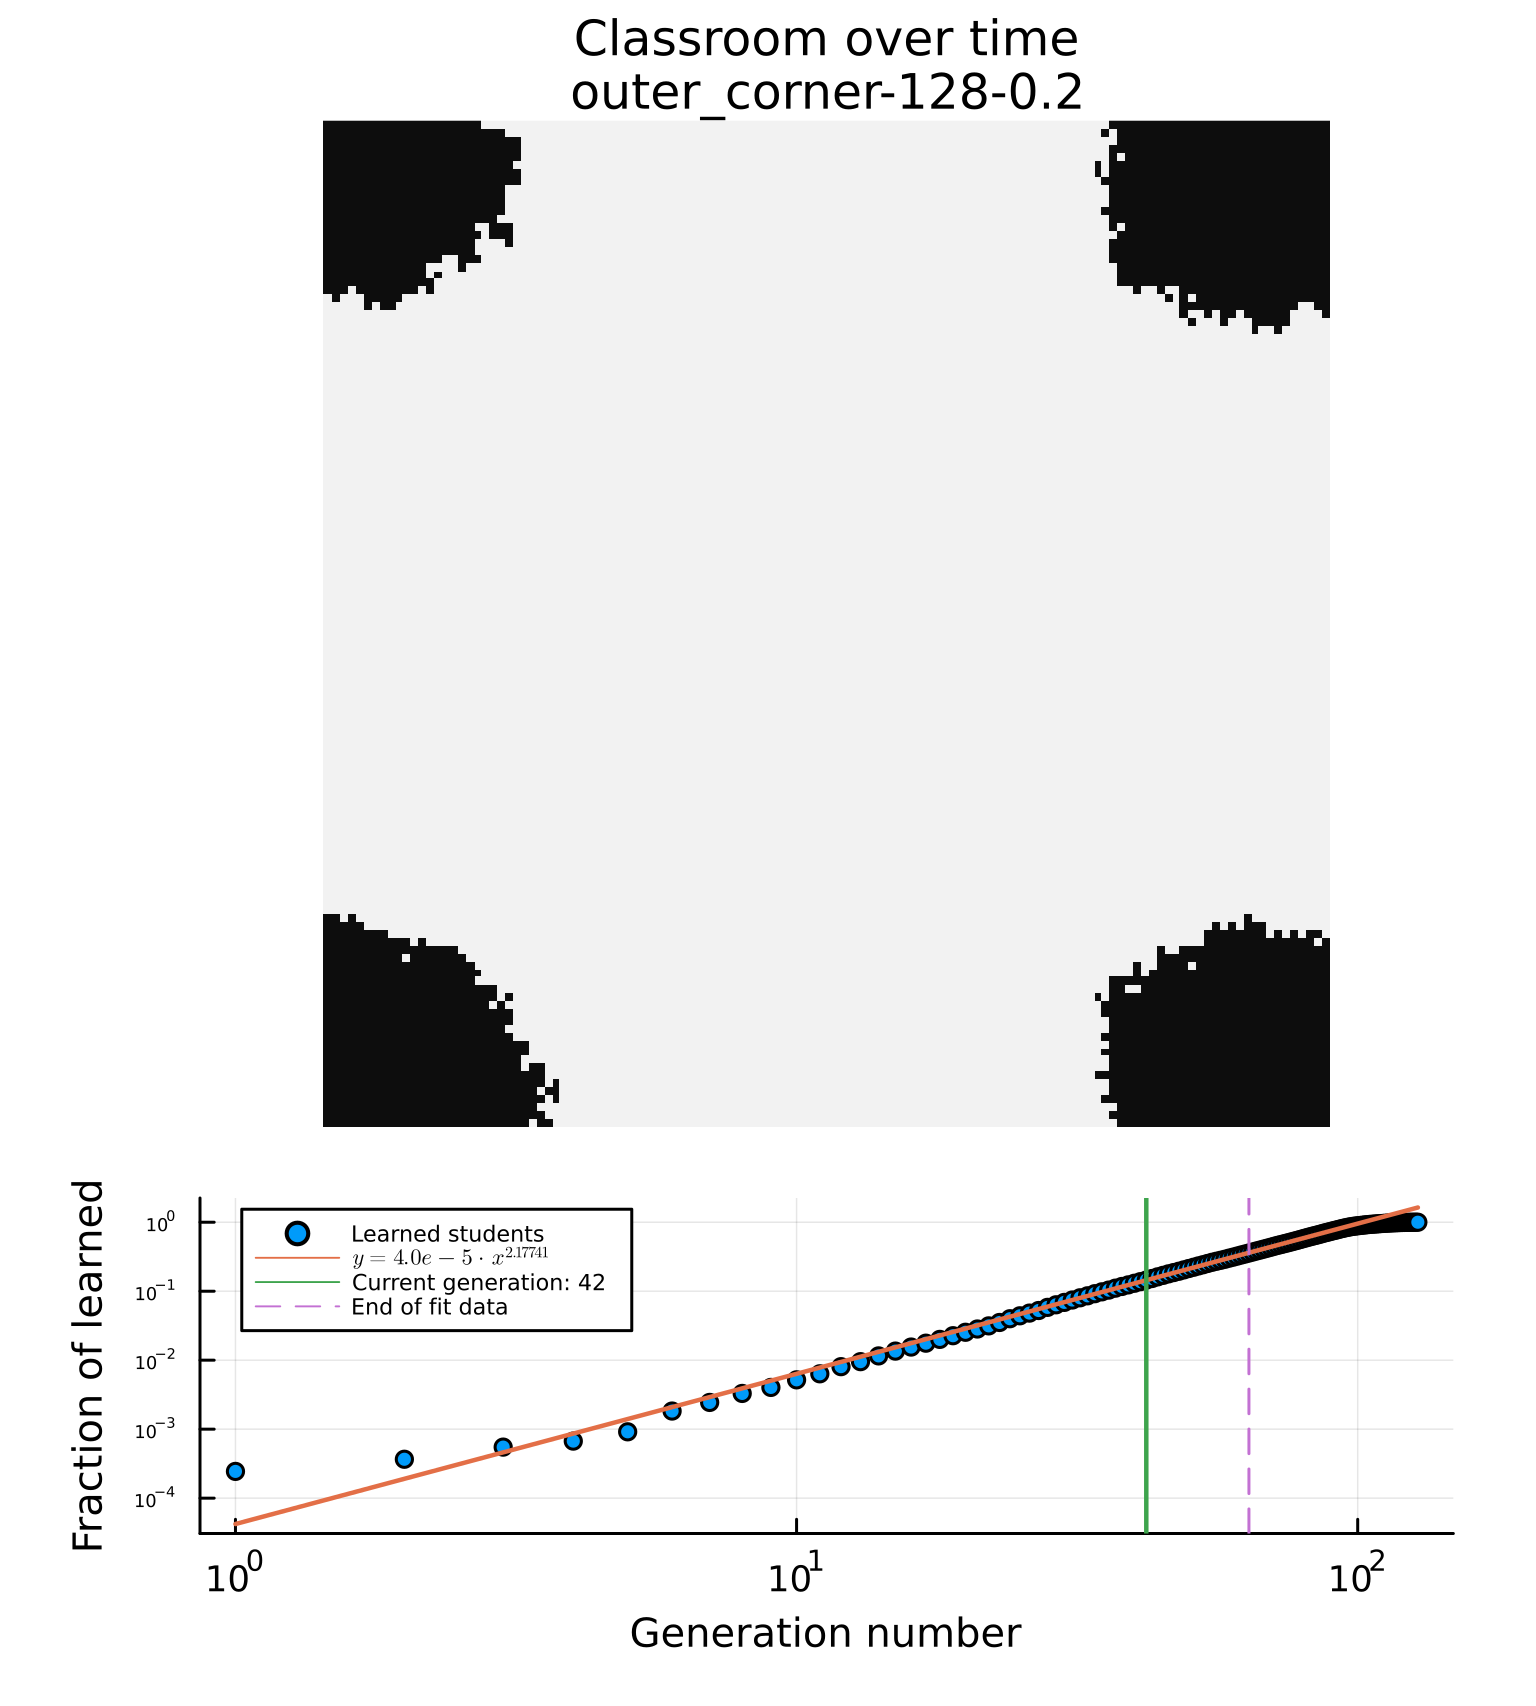 Classroom over time
outer_corner-128-0.2
Fraction of learned
10^0
10^−1
10^−2
10^−3
10^−4
Learned students
y = 4.0e − 5 · x^2.17741
Current generation: 42
End of fit data
10^0 10^1 10^2
Generation number